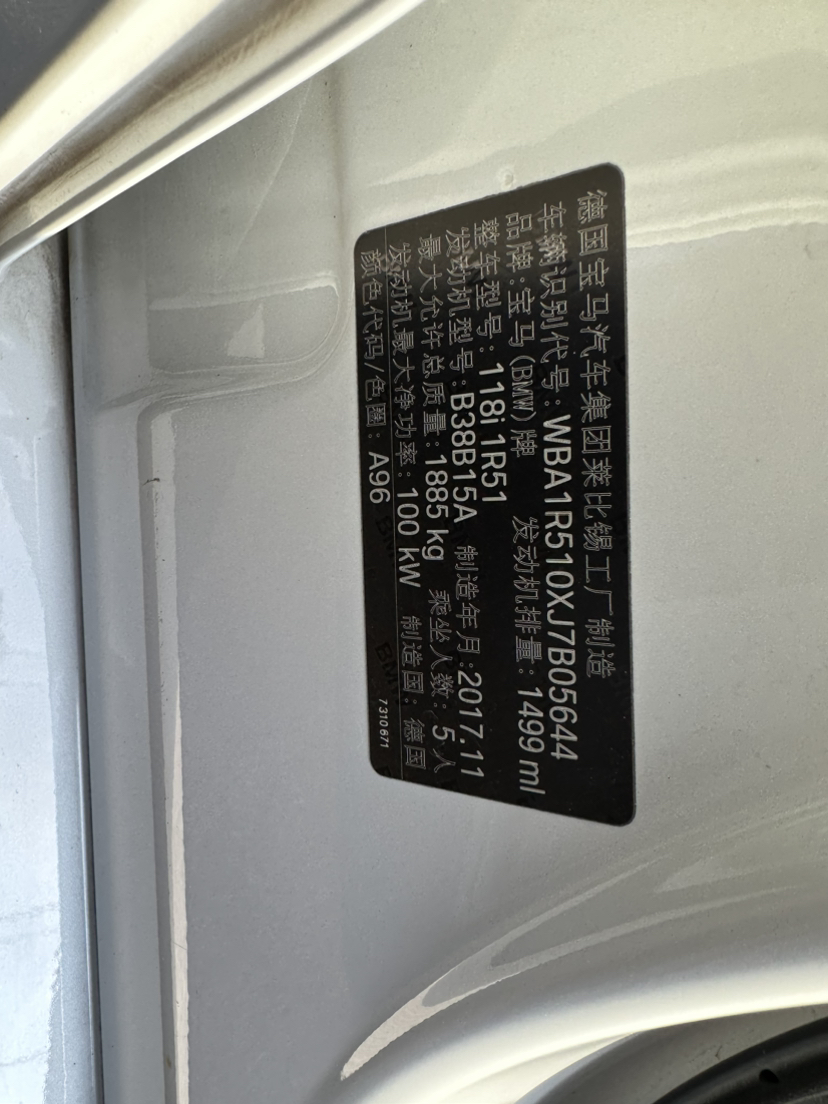 德国宝马汽车集团莱比锡工厂制造
车辆识别代号:WBA1R510XJ7B05644
品牌:宝马(BMW)牌 发动机排量:1499 ml
整车型号:118i 1R51
发动机型号:B38B15A 制造年月:2017.11
最大允许总质量:1885 kg 乘坐人数:5人
发动机最大净功率:100 kW 制造国:德国
颜色代码/色圈:A96 7310671